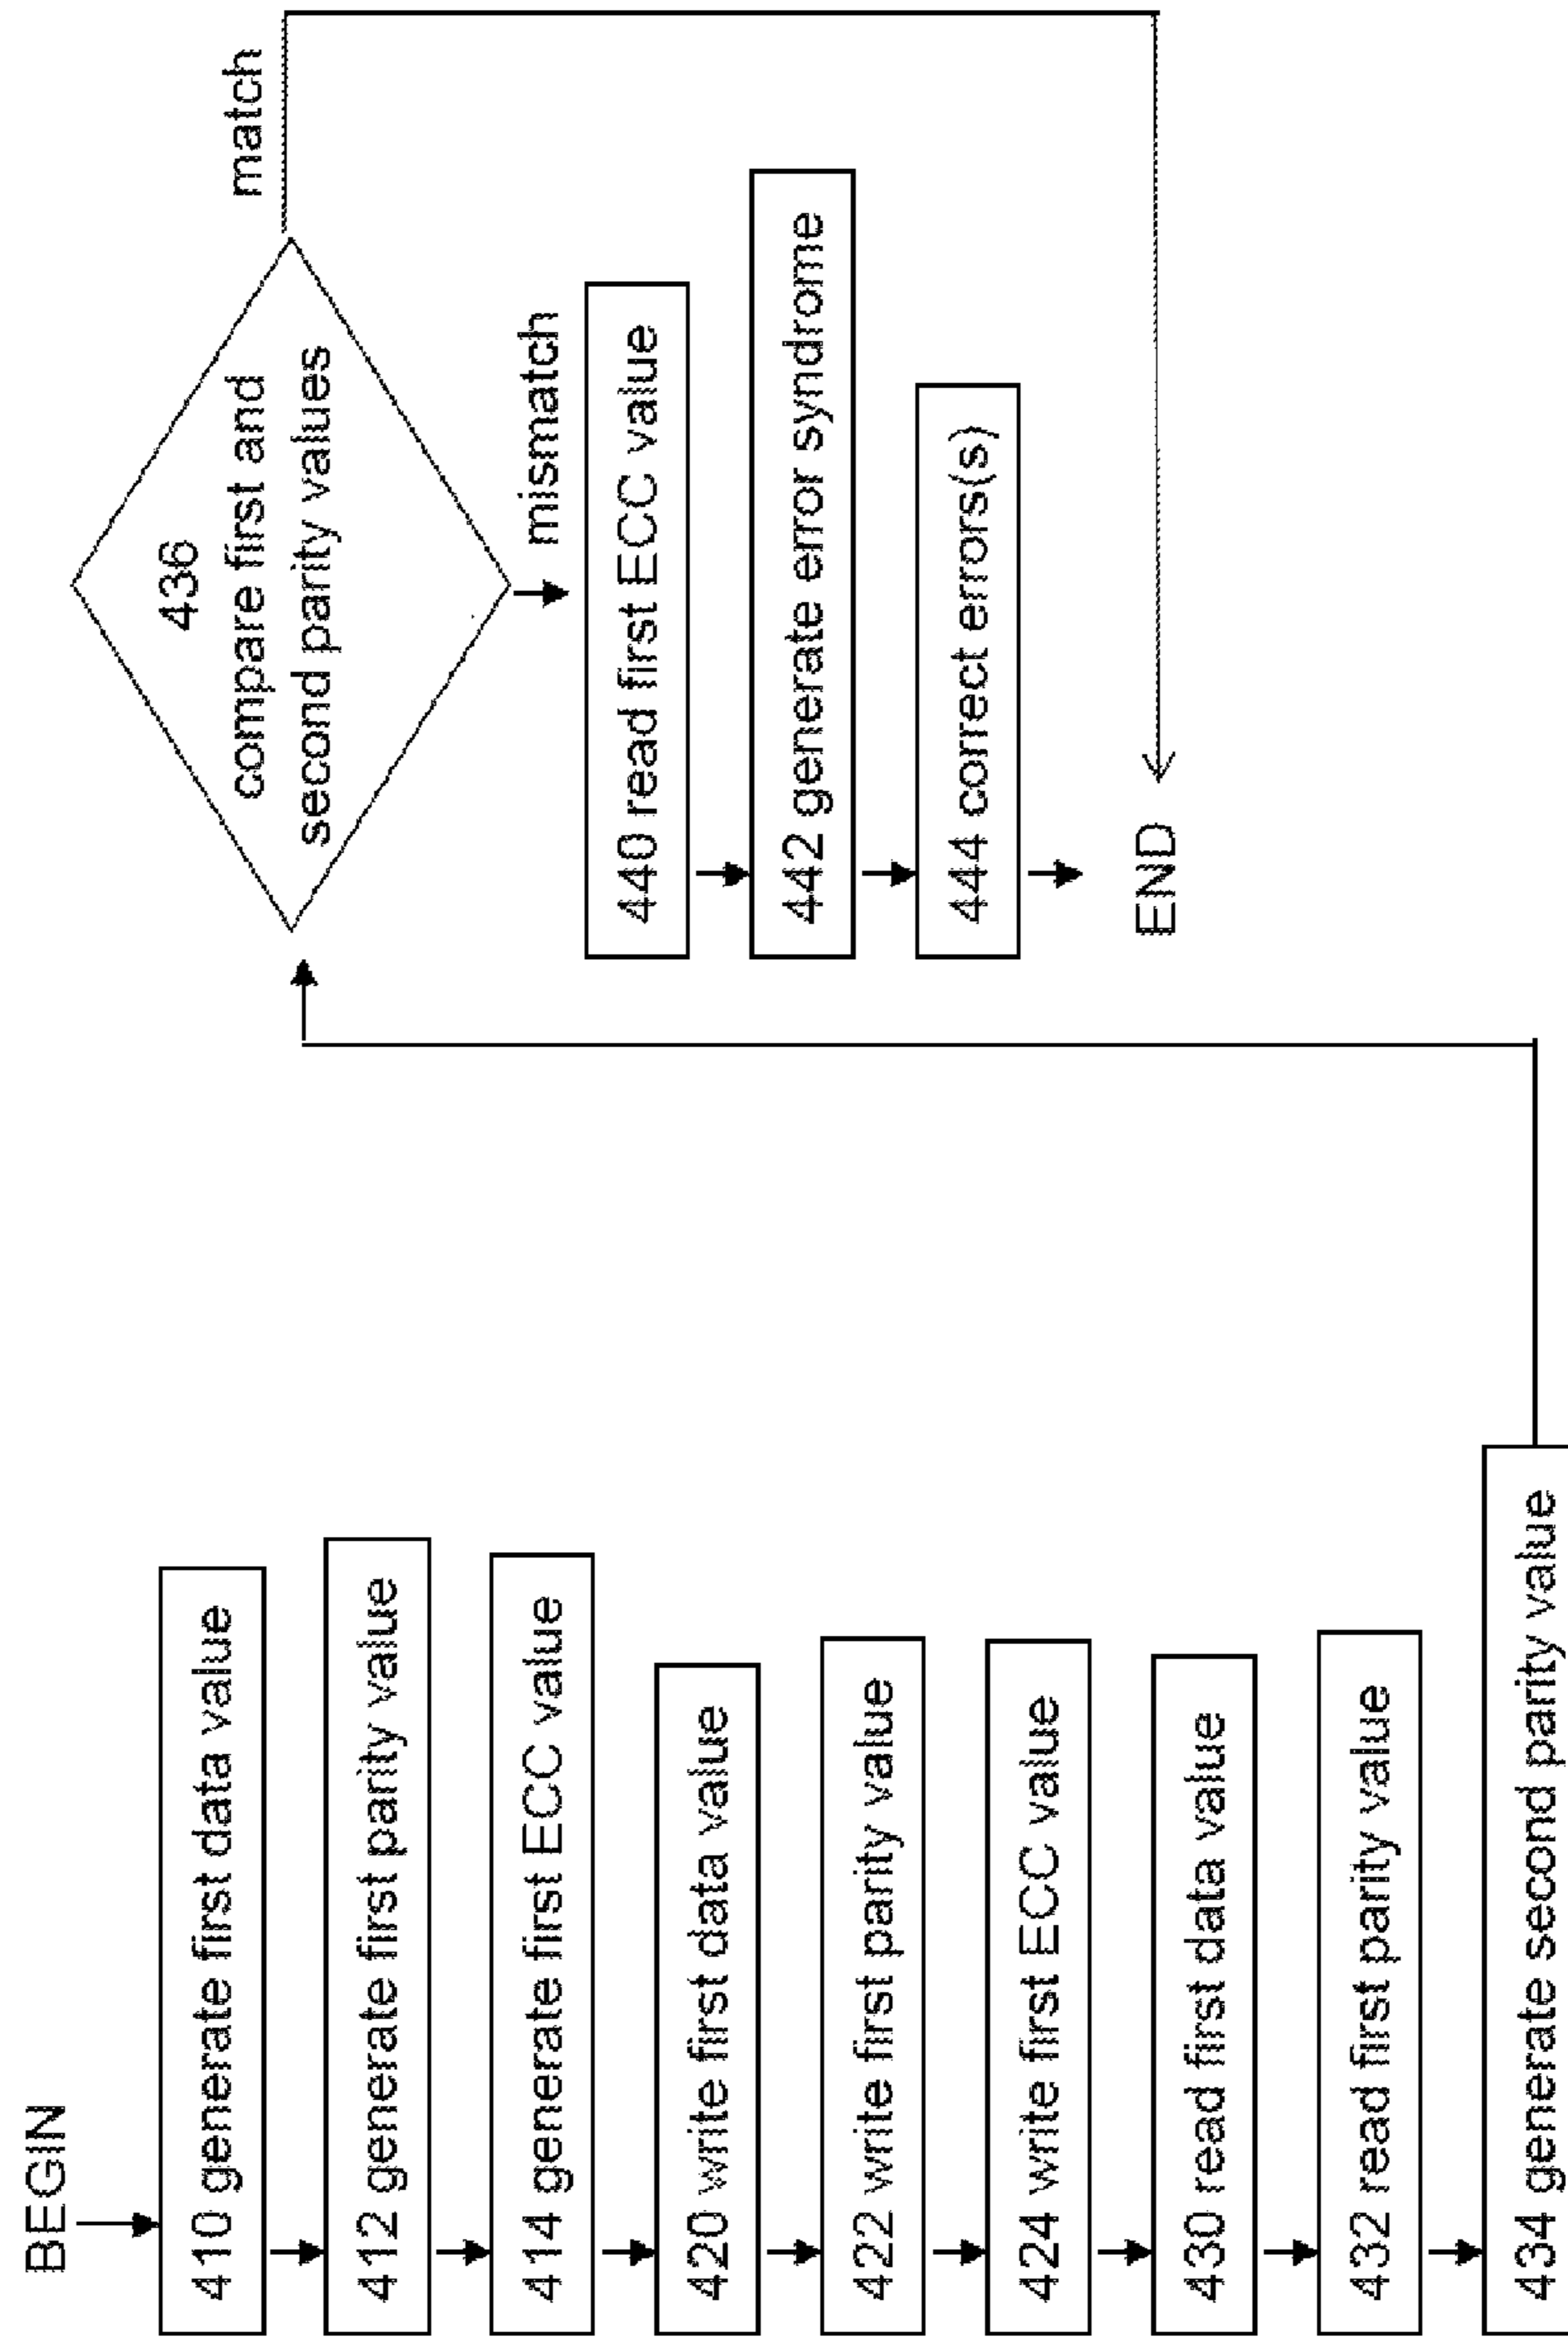 BEGIN
410 generate first data value
412 generate first parity value
414 generate first ECC value
420 write first data value
422 write first parity value
424 write first ECC value
430 read first data value
432 read first parity value
434 generate second parity value
436
compare first and
second parity values
match
mismatch
440 read first ECC value
442 generate error syndrome
444 correct errors(s)
END